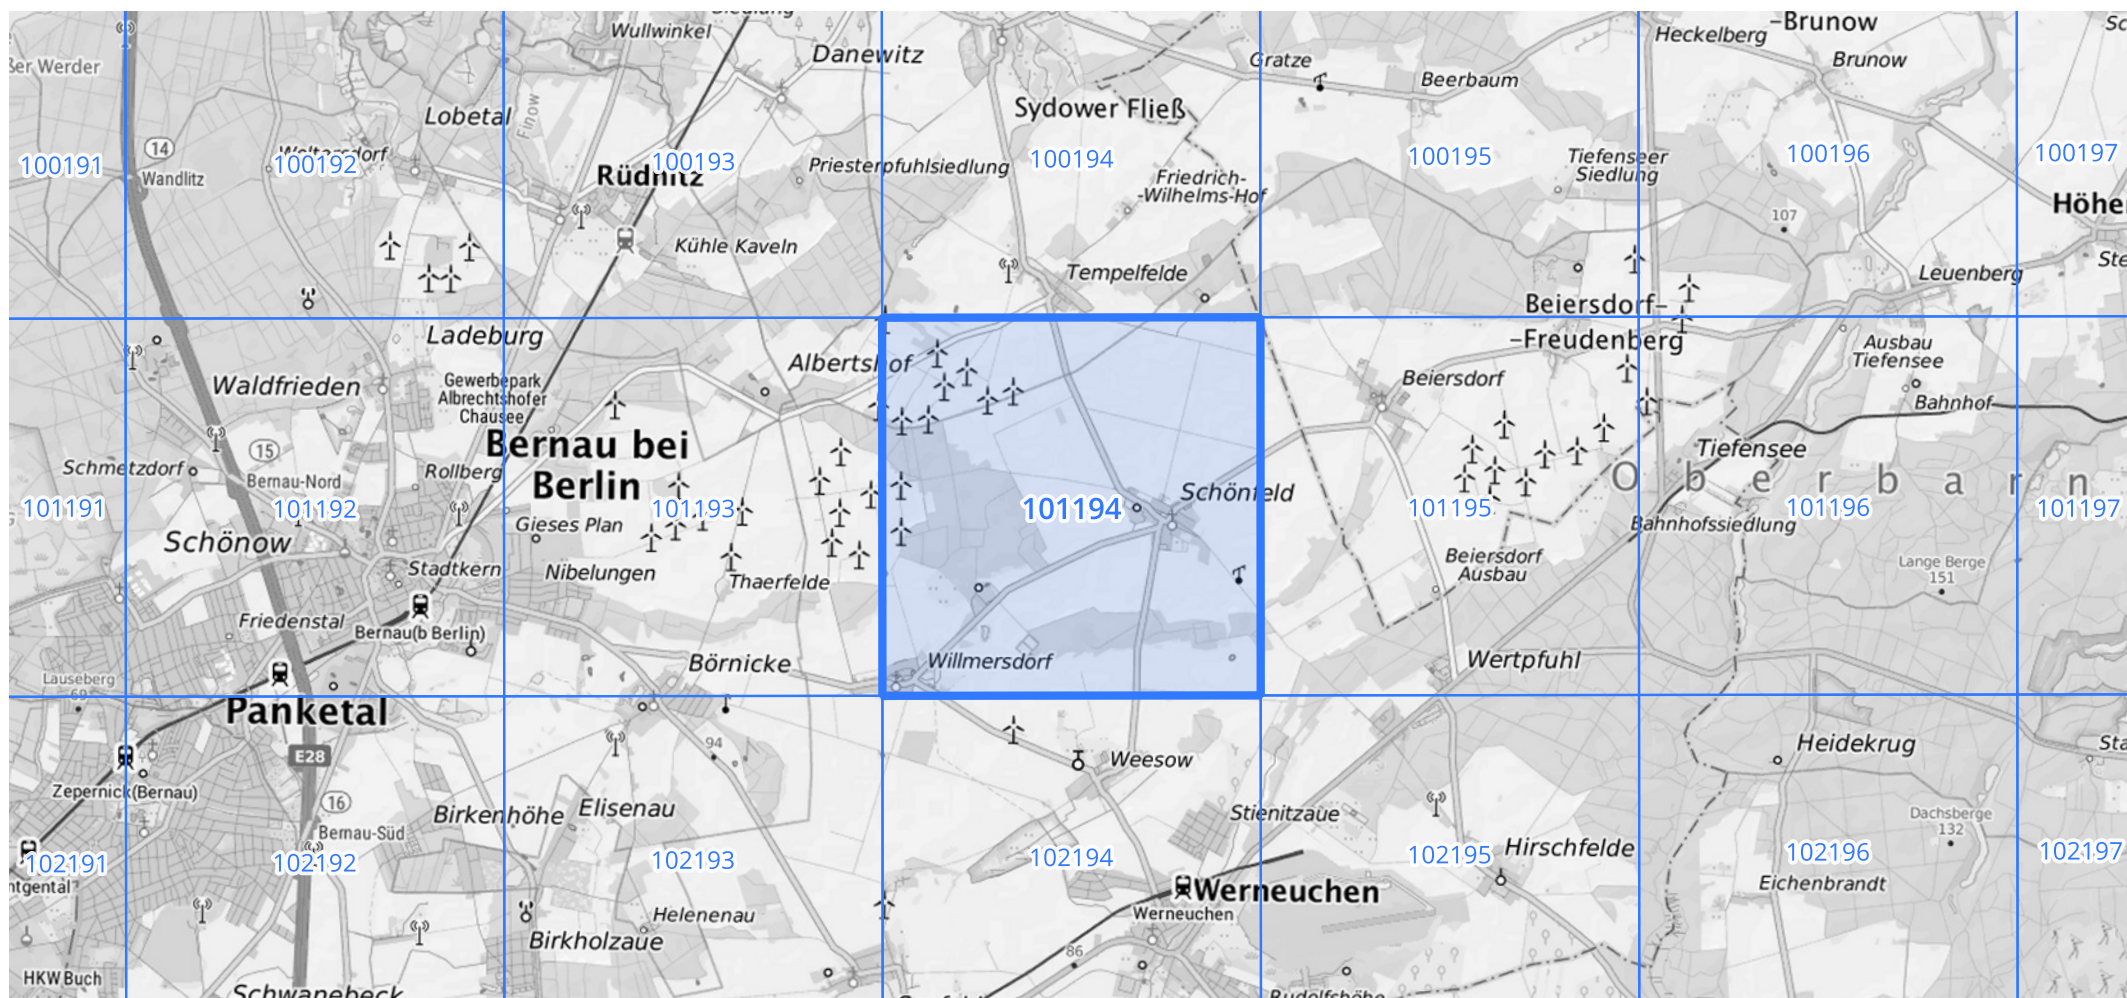 Wullwinkel
Heckelberg
-Brunow
Danewitz
Gratze
Beerbaum
Brunow
Lobetal
Finow
Sydower Fließ
14
Woltersdorf
Wandlitz
100191
100192
Rüdnitz
100193
Priesterpfuhlsiedlung
100194
100195
Tiefenseer
Siedlung
100196
100197
Friedrich-
-Wilhelms-Hof
107
Kühle Kaveln
Tempelfelde
Leuenberg
Beiersdorf-
-Freudenberg
Ladeburg
Albertshof
Ausbau
Tiefensee
Waldfrieden
Gewerbepark
Albrechtshofer
Chaussee
Beiersdorf
Bahnhof
Bernau bei
Berlin
15
Schmetzdorf
Bernau-Nord
Rollberg
Tiefensee
Oberbarn
Schönfeld
101191
101192
101193
101194
101195
101196
101197
Gieses Plan
Bahnhofssiedlung
Schönow
Stadtkern
Nibelungen
Thaerfelde
Beiersdorf
Ausbau
Lange Berge
151
Friedenstal
Bernau(b Berlin)
Börnicke
Willmersdorf
Wertpfuhl
Lauseberg
69
Panketal
E28
94
Weesow
Heidekrug
Zepernick(Bernau)
16
Bernau-Süd
Birkenhöhe
Elisenau
Stienitzaue
Dachsberge
132
Hirschfelde
102191
102192
102193
102194
102195
102196
102197
Werneuchen
Werneuchen
Eichenbrandt
Helenenau
Birkholzaue
86
HKW Buch
Schwanebeck
Rudolfshöhe